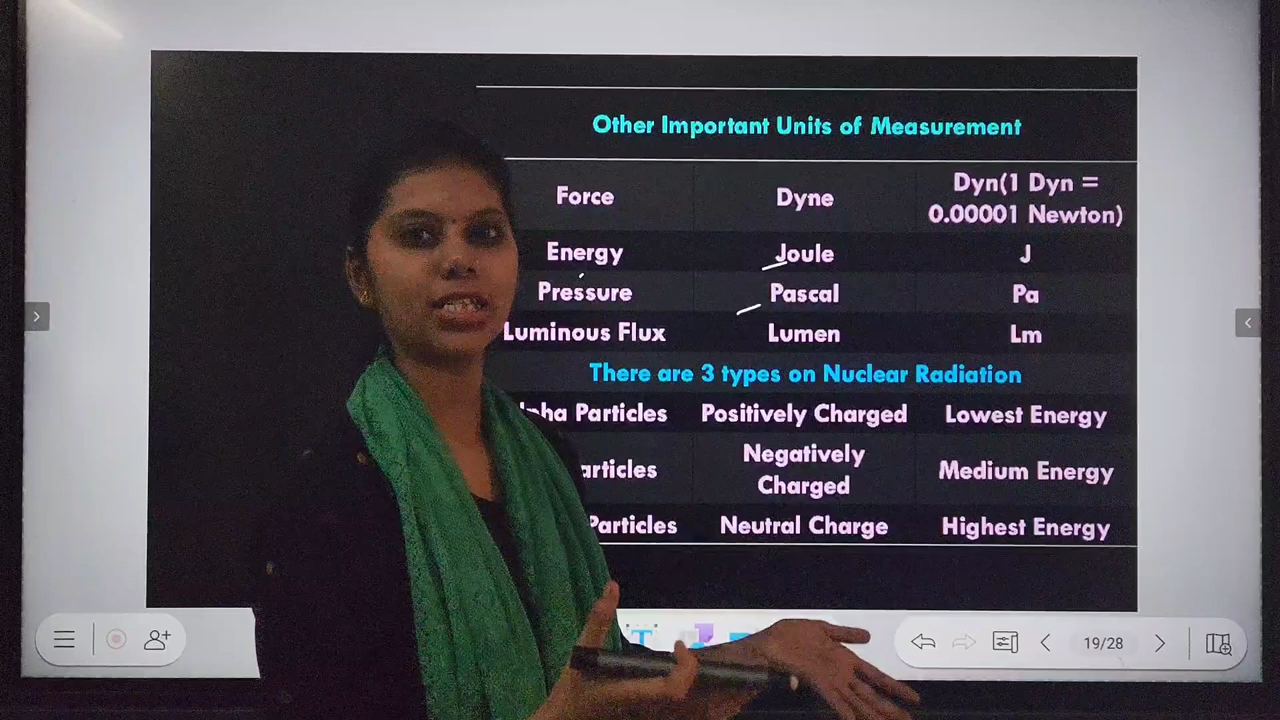 Other Important Units of Measurement
Force Dyne Dyn(1 Dyn =
0.00001 Newton)
Energy Joule J
Pressure Pascal Pa
Luminous Flux Lumen Lm
There are 3 types on Nuclear Radiation
lpha Particles Positively Charged Lowest Energy
articles Negatively
Charged Medium Energy
Particles Neutral Charge Highest Energy
19/28